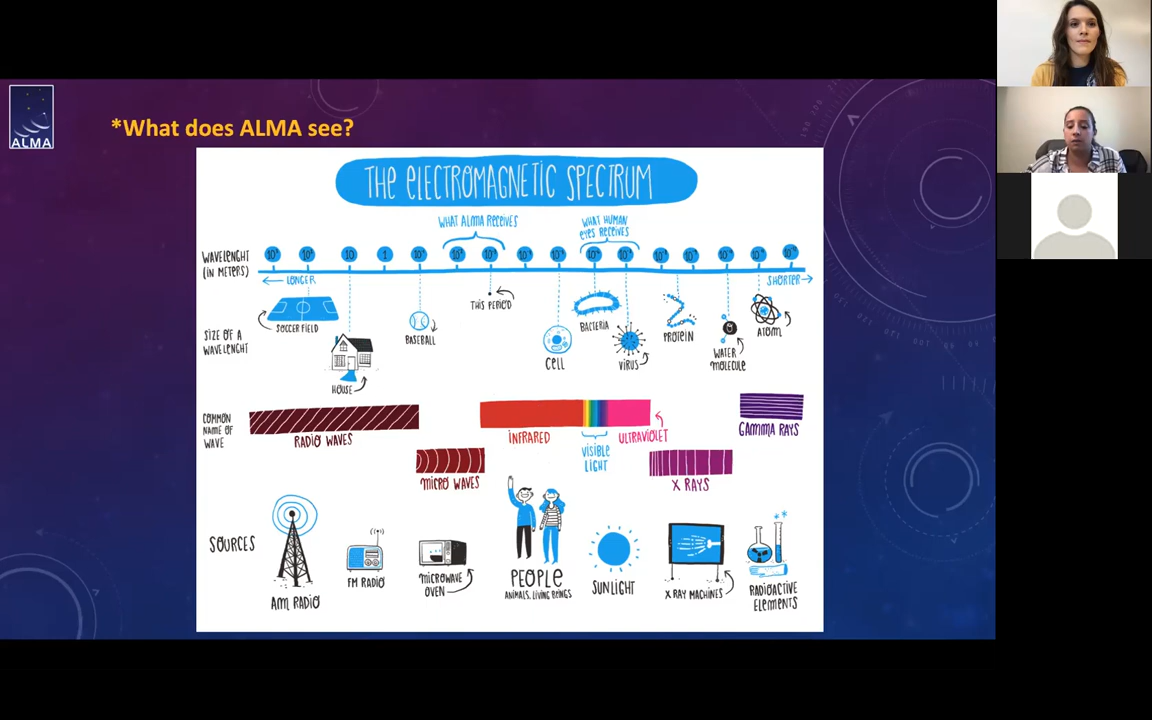 ALMA
*What does ALMA see?
THE ELECTROMAGNETIC SPECTRUM
WHAT ALMA RECEIVES
WHAT HUMAN
EYES RECEIVES
WAVELENGHT
(IN METERS)
10
1
LONGER
SHORTER
SIZE OF A
WAVELENGHT
SOCCER FIELD
HOUSE
BASEBALL
THIS PERIOD
CELL
BACTERIA
VIRUS
PROTEIN
WATER
MOLECULE
ATOM
COMMON
NAME OF
WAVE
RADIO WAVES
MICRO WAVES
INFRARED
VISIBLE
LIGHT
ULTRAVIOLET
X RAYS
GAMMA RAYS
SOURCES
AM RADIO
FM RADIO
MICROWAVE
OVEN
PEOPLE
ANIMALS, LIVING BEINGS
SUNLIGHT
X RAY MACHINES
RADIOACTIVE
ELEMENTS